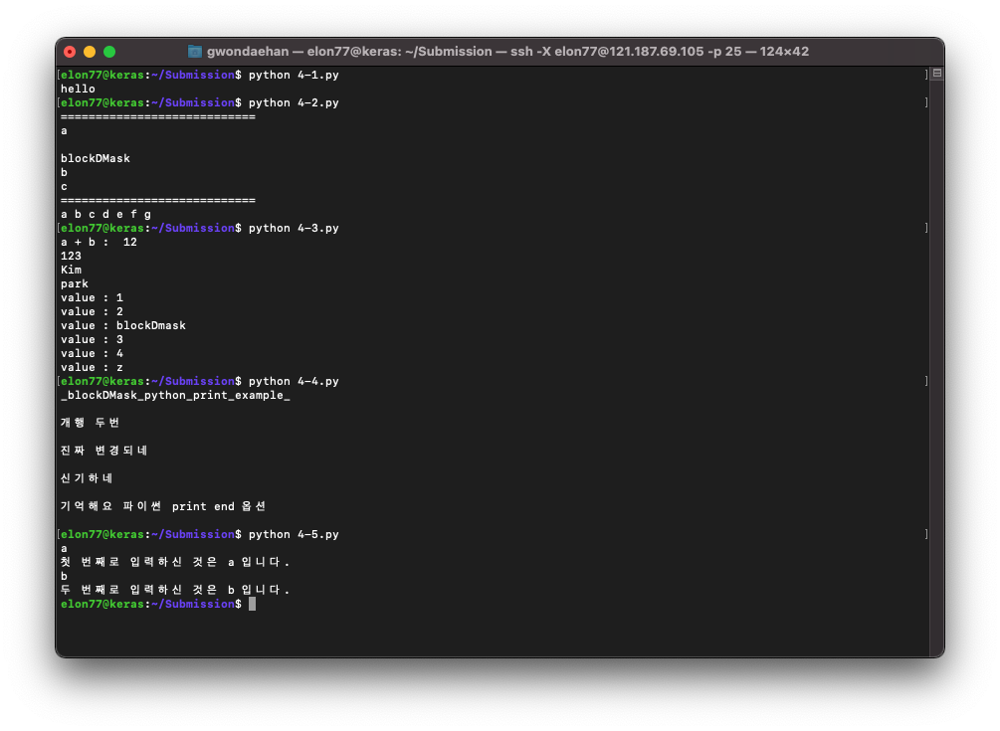 gwondaehan — elon77@keras: ~/Submission — ssh -X elon77@121.187.69.105 -p 25 — 124×42
[elon77@keras:~/Submission$ python 4-1.py ]
hello
[elon77@keras:~/Submission$ python 4-2.py ]
============================
a

blockDMask
b
c
============================
a b c d e f g
[elon77@keras:~/Submission$ python 4-3.py ]
a + b :  12
123
Kim
park
value : 1
value : 2
value : blockDmask
value : 3
value : 4
value : z
[elon77@keras:~/Submission$ python 4-4.py ]
_blockDMask_python_print_example_

개행 두번

진짜 변경되네

신기하네

기억해요 파이썬 print end 옵션

[elon77@keras:~/Submission$ python 4-5.py ]
a
첫 번째로 입력하신 것은 a 입니다.
b
두 번째로 입력하신 것은 b 입니다.
elon77@keras:~/Submission$